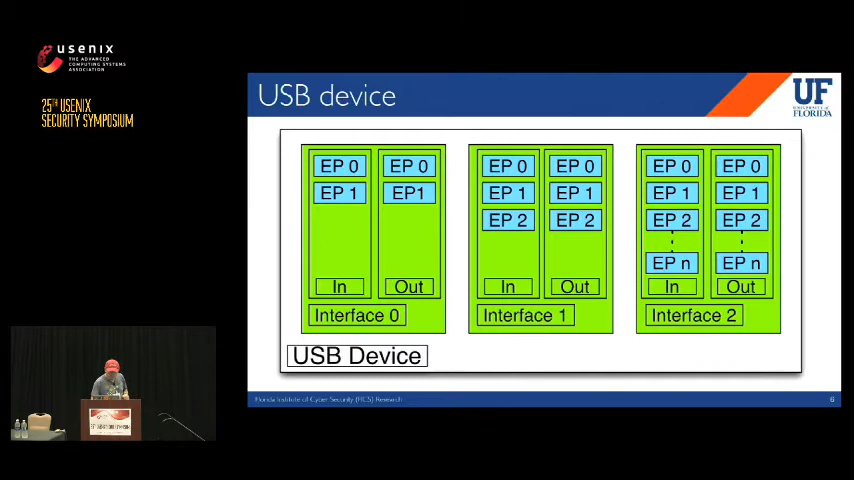 usenix
THE ADVANCED
COMPUTING SYSTEMS
ASSOCIATION
25TH USENIX
SECURITY SYMPOSIUM
USB device
UF
UNIVERSITY of
FLORIDA
EP 0
EP 0
EP 1
EP1
In
Out
Interface 0
EP 0
EP 0
EP 1
EP 1
EP 2
EP 2
In
Out
Interface 1
EP 0
EP 0
EP 1
EP 1
EP 2
EP 2
EP n
EP n
In
Out
Interface 2
USB Device
Florida Institute of Cyber Security (FICS) Research
6